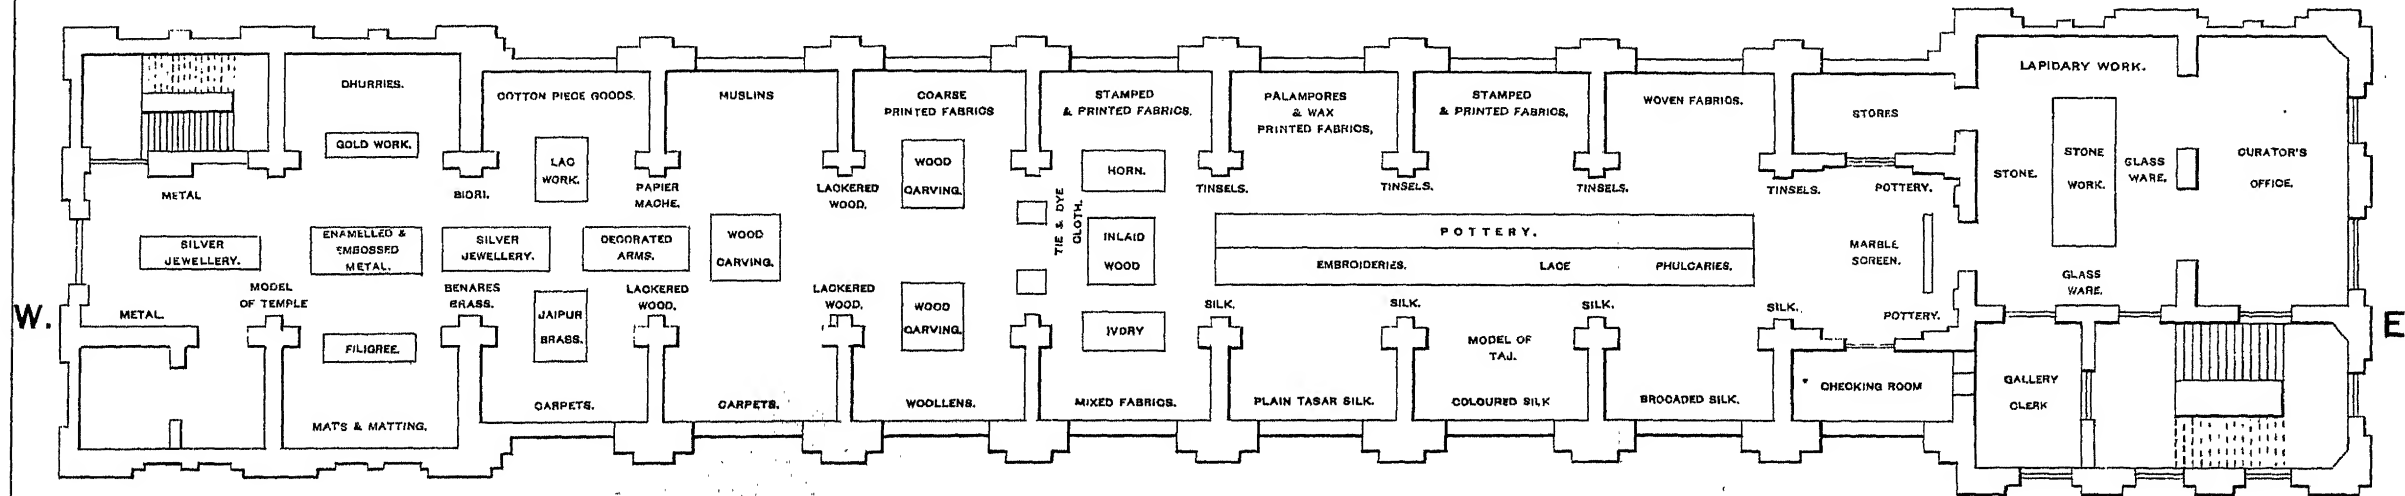 DHURRIES.
GOLD WORK.
METAL
BIDRI.
COTTON PIECE GOODS.
LAC
WORK.
PAPIER
MACHE.
MUSLINS
LACKERED
WOOD.
COARSE
PRINTED FABRICS
WOOD
CARVING.
TIE & DYE
CLOTH.
STAMPED
& PRINTED FABRICS.
HORN.
TINSELS.
PALAMPORES
& WAX
PRINTED FABRICS,
TINSELS.
STAMPED
& PRINTED FABRICS,
TINSELS.
WOVEN FABRICS.
TINSELS.
STORES
POTTERY.
LAPIDARY WORK.
STONE.
STONE
WORK.
GLASS
WARE.
CURATOR'S
OFFICE.
SILVER
JEWELLERY.
ENAMELLED &
EMBOSSED
METAL.
SILVER
JEWELLERY.
DECORATED
ARMS.
WOOD
CARVING.
INLAID
WOOD
POTTERY.
EMBROIDERIES.
LACE
PHULCARIES.
MARBLE
SCREEN.
GLASS
WARE.
W.
E
METAL.
MODEL
OF TEMPLE
FILIGREE.
MATS & MATTING.
BENARES
BRASS.
JAIPUR
BRASS.
CARPETS.
LACKERED
WOOD.
CARPETS.
LACKERED
WOOD.
WOOD
CARVING.
WOOLLENS.
IVORY
MIXED FABRICS.
SILK.
PLAIN TASAR SILK.
SILK.
MODEL OF
TAJ.
COLOURED SILK
SILK.
BROCADED SILK.
SILK.
POTTERY.
CHECKING ROOM
GALLERY
CLERK